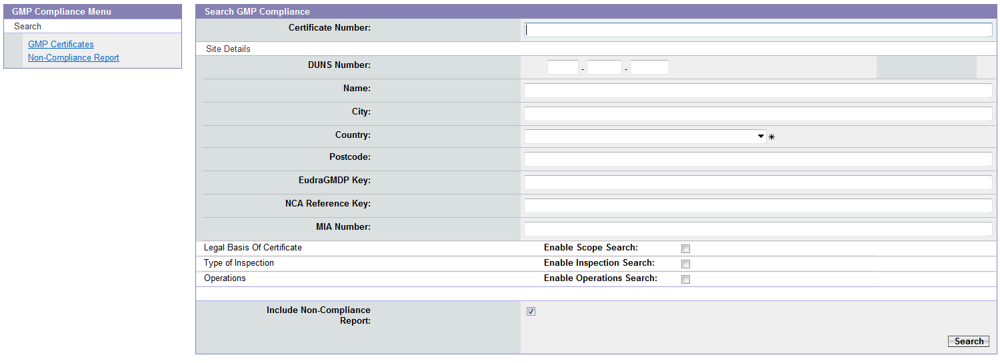 GMP Compliance Menu
Search
GMP Certificates
Non-Compliance Report
Search GMP Compliance
Certificate Number:
Site Details
DUNS Number:
- -
Name:
City:
Country:
*
Postcode:
EudraGMDP Key:
NCA Reference Key:
MIA Number:
Legal Basis Of Certificate Enable Scope Search:
Type of Inspection Enable Inspection Search:
Operations Enable Operations Search:
Include Non-Compliance
Report:
Search